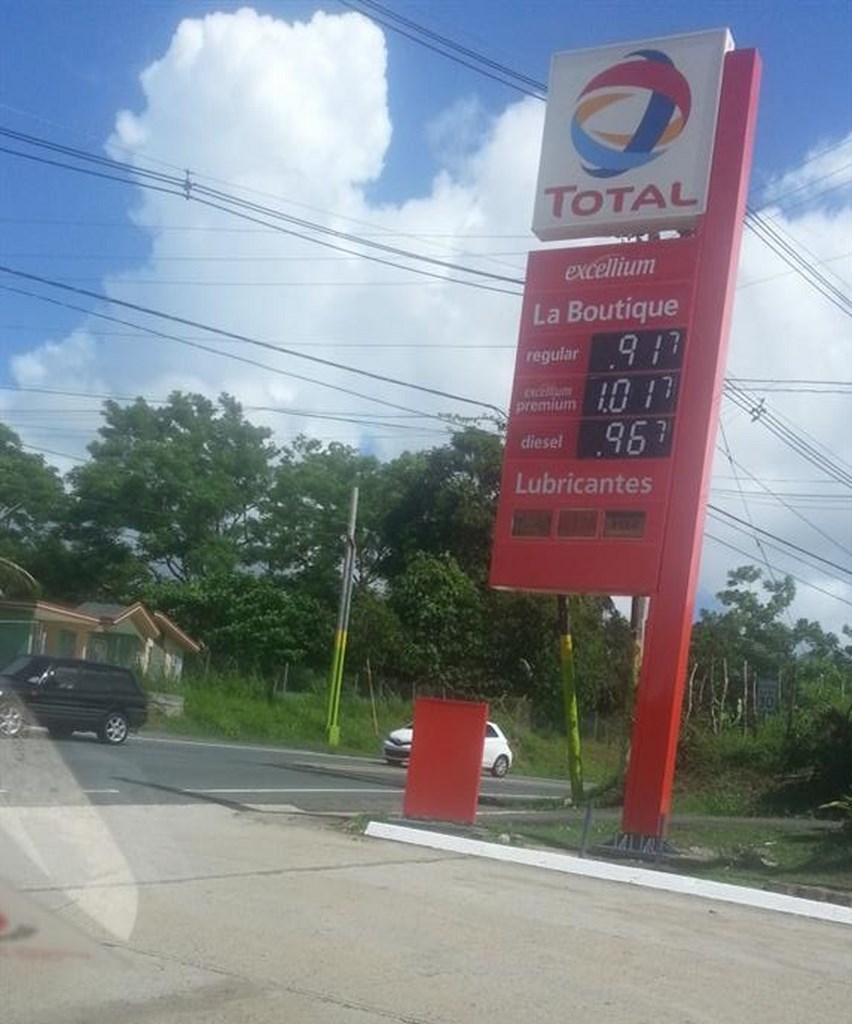 TOTAL
excellium
La Boutique
regular .917
excellium
premium 1.017
diesel .967
Lubricantes